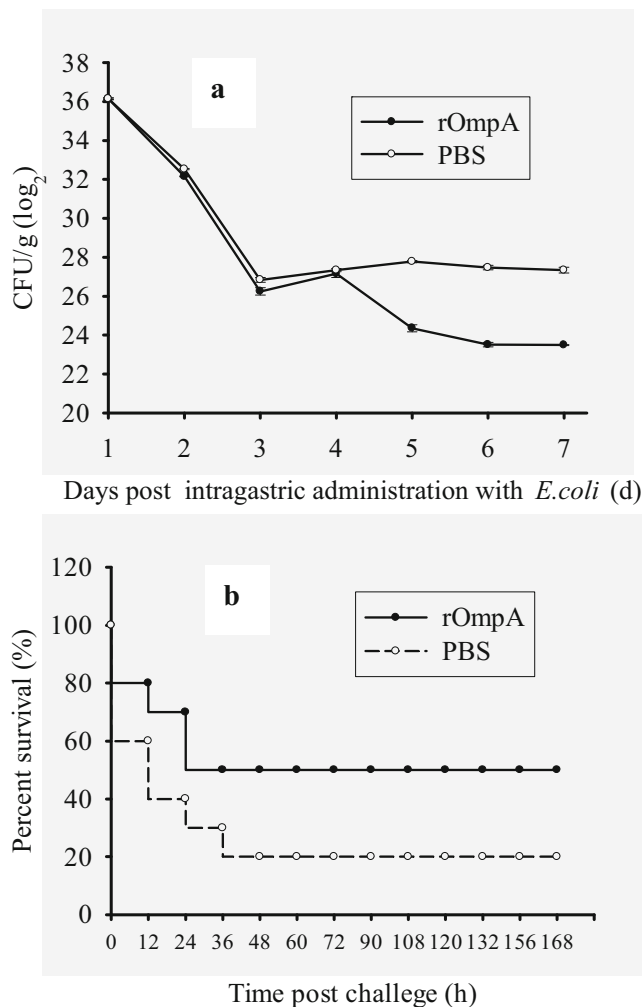 38
36
34
32
30
28
26
24
22
20
CFU/g (log₂)
a
rOmpA
PBS
1 2 3 4 5 6 7
Days post intragastric administration with E.coli (d)
120
100
80
60
40
20
0
Percent survival (%)
b
rOmpA
PBS
0 12 24 36 48 60 72 90 108 120 132 156 168
Time post challege (h)